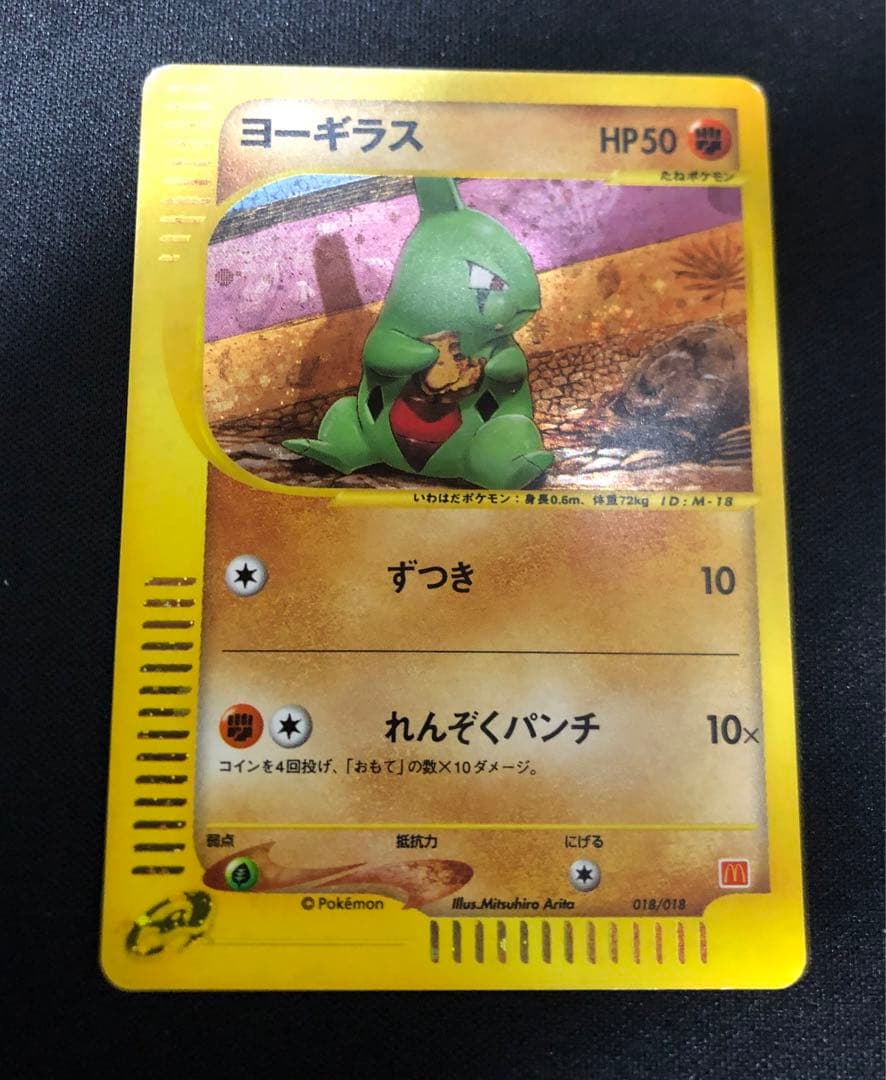 ヨーギラス HP50
たねポケモン
いわはだポケモン：身長0.6m、体重72kg ID:M-18
ずつき 10
れんぞくパンチ 10×
コインを4回投げ、「おもて」の数×10ダメージ。
弱点 抵抗力 にげる
©Pokémon Illus.Mitsuhiro Arita 018/018